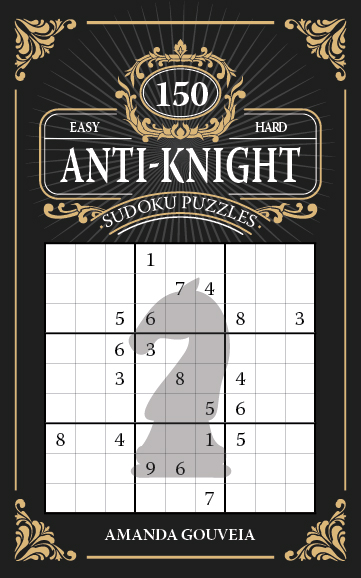 150
EASY HARD
ANTI-KNIGHT
SUDOKU PUZZLES
1
7 4
5 6 8 3
6 3
3 8 4
5 6
8 4 1 5
9 6
7
AMANDA GOUVEIA